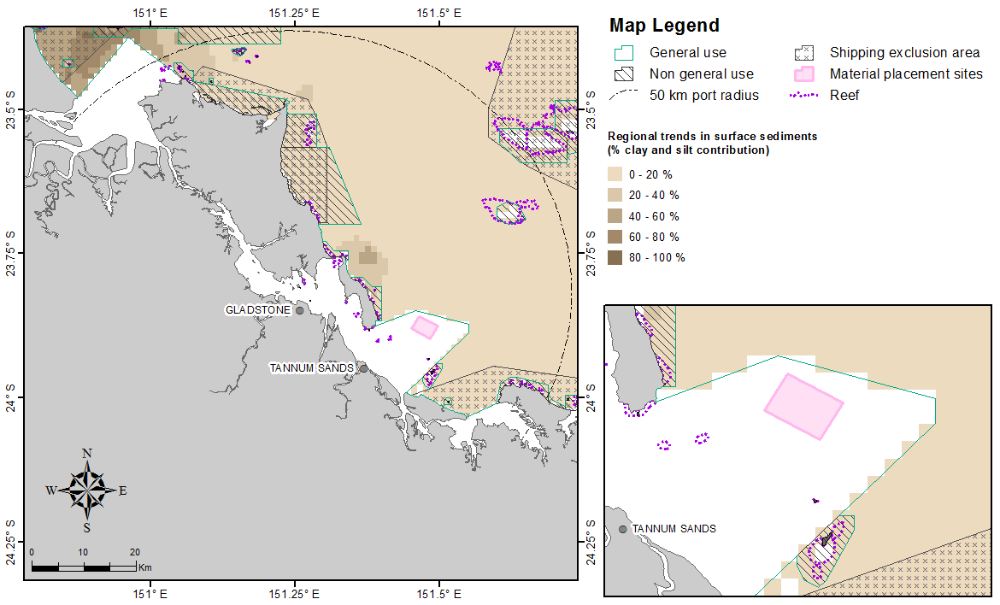 151° E
151.25° E
151.5° E
Map Legend
General use
Shipping exclusion area
Non general use
Material placement sites
50 km port radius
Reef
23.5° S
23.5° S
Regional trends in surface sediments
(% clay and silt contribution)
0 - 20 %
20 - 40 %
40 - 60 %
60 - 80 %
80 - 100 %
23.75° S
23.75° S
GLADSTONE
TANNUM SANDS
24° S
24° S
N
W
E
S
TANNUM SANDS
24.25° S
24.25° S
0
10
20
Km
151° E
151.25° E
151.5° E